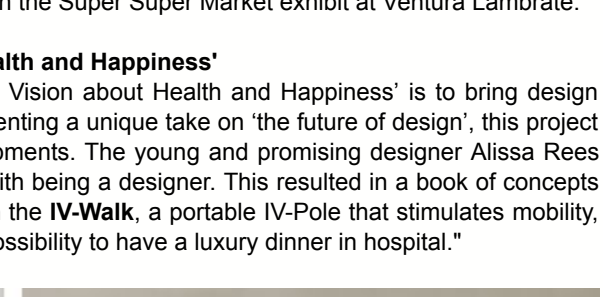 the Super Super Market exhibit at Ventura Lambrate.
alth and Happiness'
Vision about Health and Happiness’ is to bring design
enting a unique take on ‘the future of design’, this project
pments. The young and promising designer Alissa Rees
ith being a designer. This resulted in a book of concepts
the IV-Walk, a portable IV-Pole that stimulates mobility,
ossibility to have a luxury dinner in hospital."